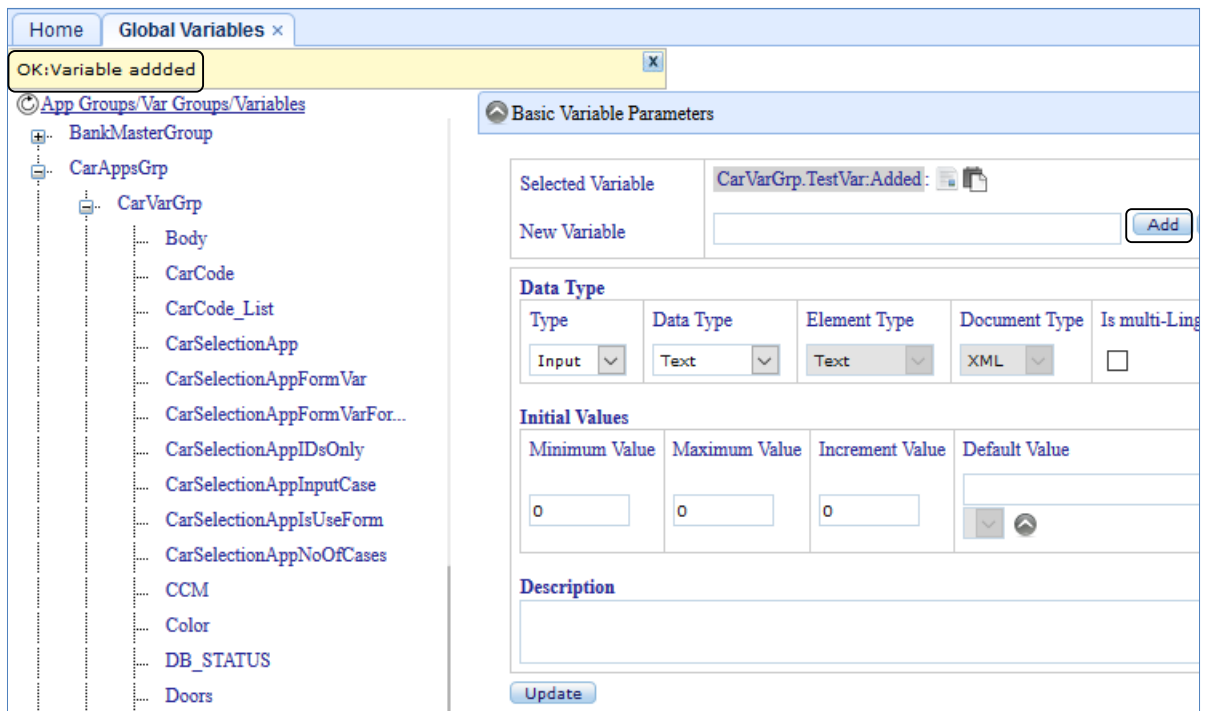 Home
Global Variables ×
OK:Variable addded
X
App Groups/Var Groups/Variables
BankMasterGroup
CarAppsGrp
CarVarGrp
Body
CarCode
CarCode_List
CarSelectionApp
CarSelectionAppFormVar
CarSelectionAppFormVarFor...
CarSelectionAppIDsOnly
CarSelectionAppInputCase
CarSelectionAppIsUseForm
CarSelectionAppNoOfCases
CCM
Color
DB_STATUS
Doors
Basic Variable Parameters
Selected Variable CarVarGrp.TestVar:Added :
New Variable Add
Data Type
Type Data Type Element Type Document Type Is multi-Ling
Input Text Text XML
Initial Values
Minimum Value Maximum Value Increment Value Default Value
0 0 0
Description
Update